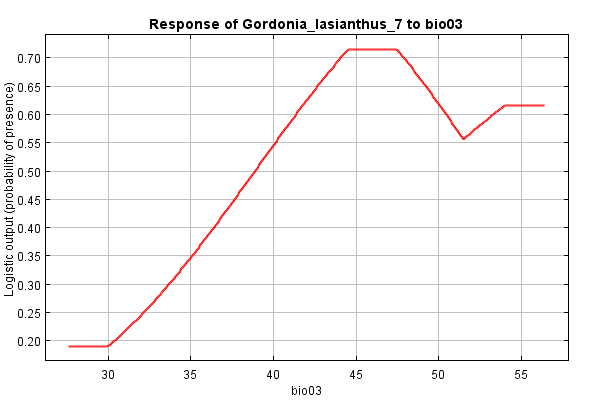 Response of Gordonia_lasianthus_7 to bio03
Logistic output (probability of presence)
0.70
0.65
0.60
0.55
0.50
0.45
0.40
0.35
0.30
0.25
0.20
30 35 40 45 50 55
bio03